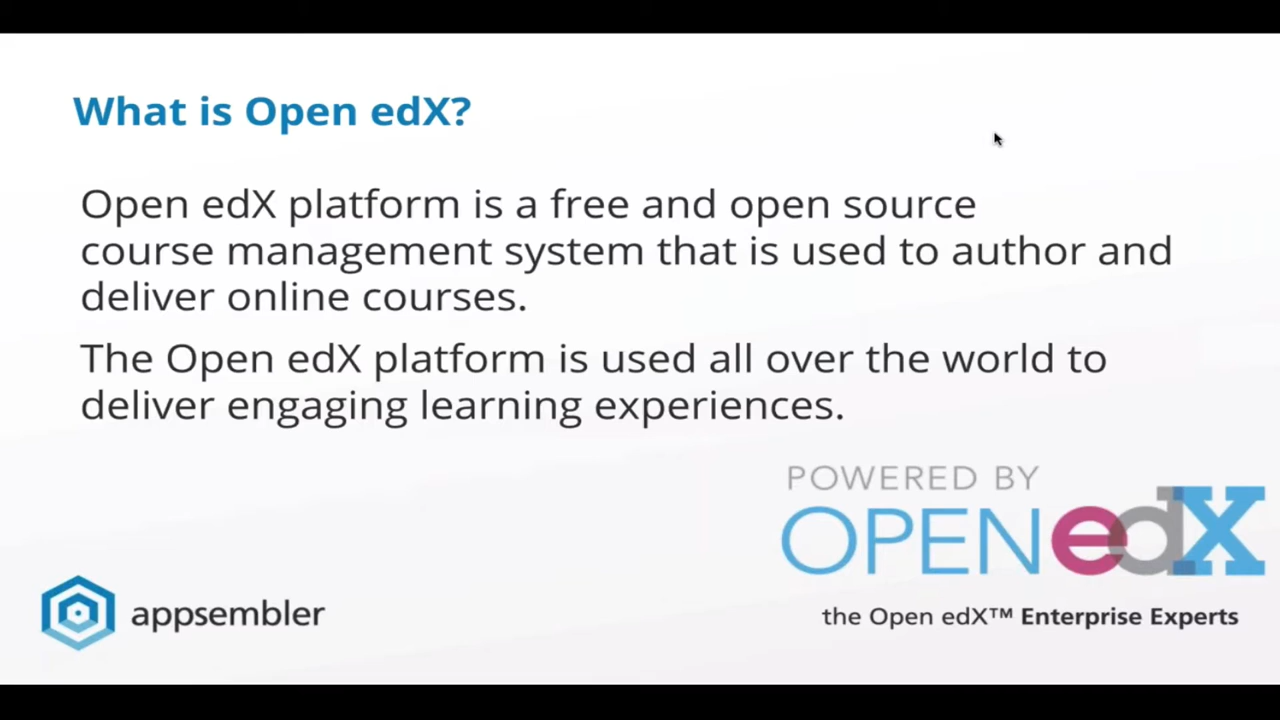 What is Open edX?
Open edX platform is a free and open source
course management system that is used to author and
deliver online courses.
The Open edX platform is used all over the world to
deliver engaging learning experiences.
POWERED BY
OPENedX
appsembler
the Open edX™ Enterprise Experts